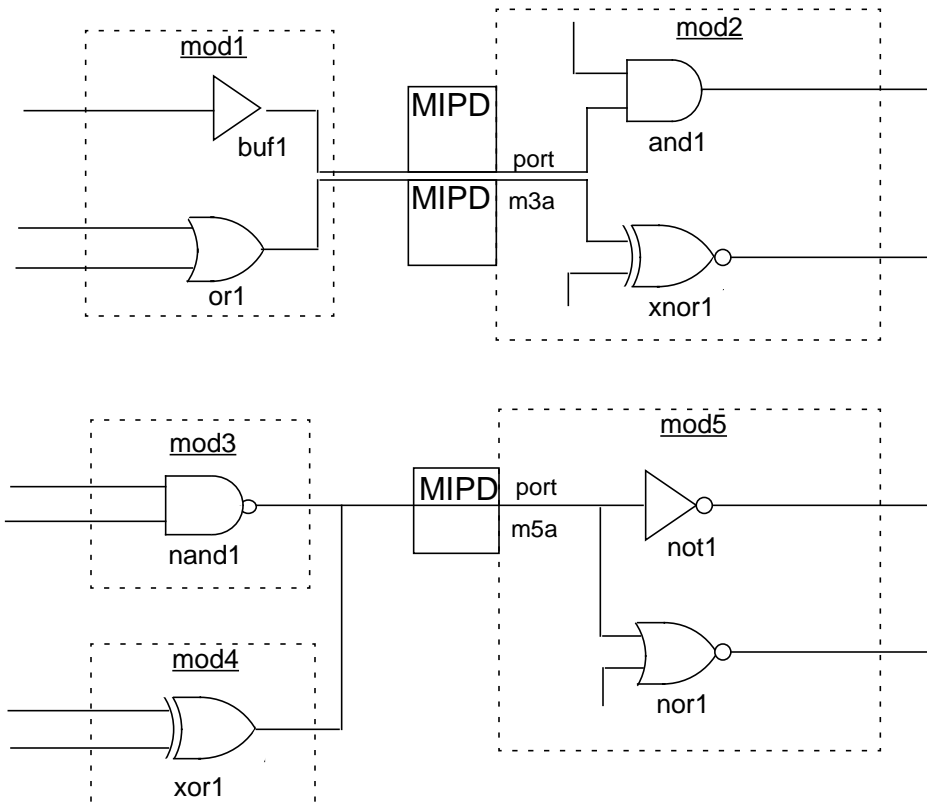 mod1
buf1
or1
MIPD
MIPD
port
m3a
mod2
and1
xnor1
mod3
nand1
mod4
xor1
MIPD
port
m5a
mod5
not1
nor1